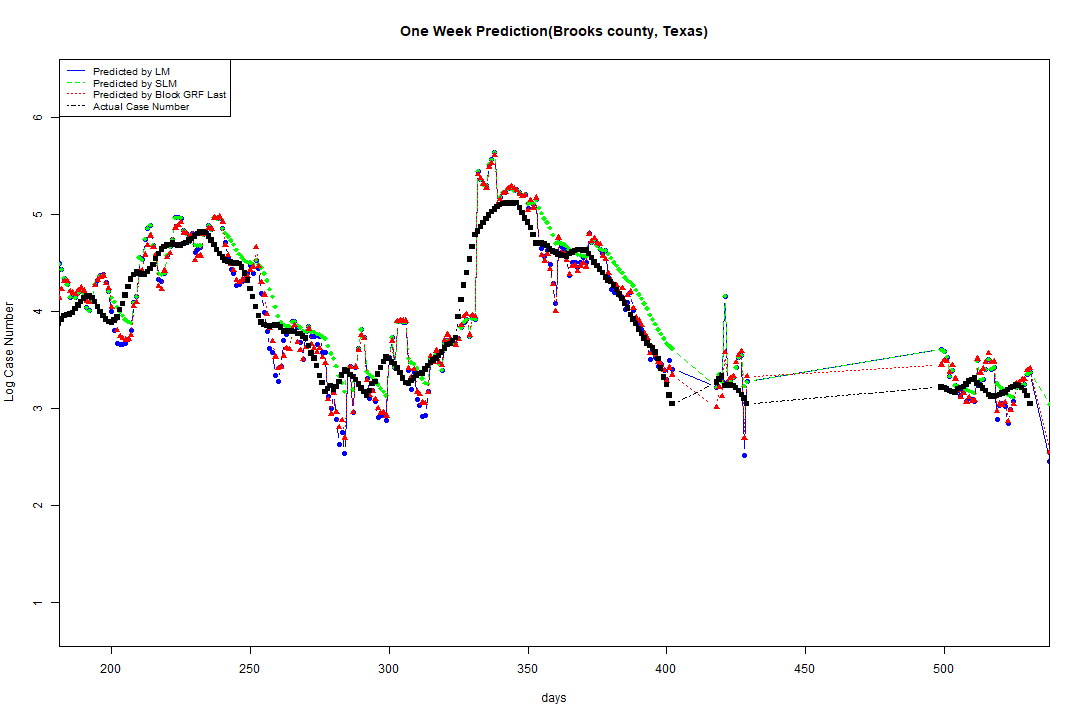 One Week Prediction(Brooks county, Texas)
Predicted by LM
Predicted by SLM
Predicted by Block GRF Last
Actual Case Number
6
5
4
3
2
1
Log Case Number
200 250 300 350 400 450 500
days